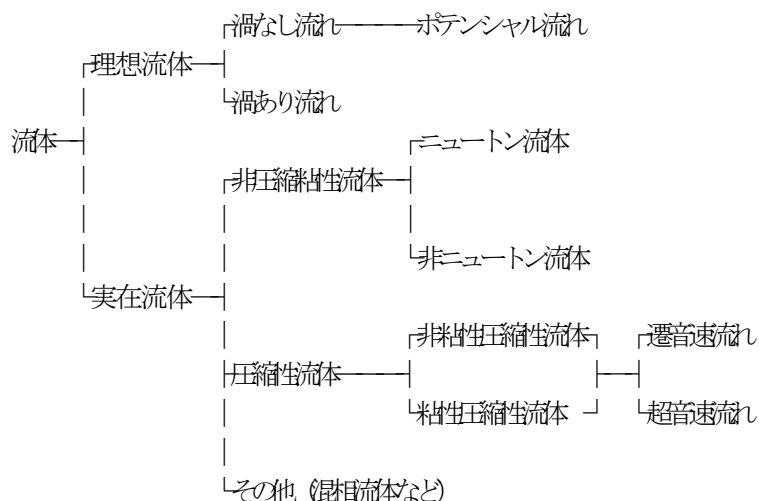 渦なし流れ ポテンシャル流れ
理想流体
渦あり流れ
流体 ニュートン流体
非圧縮粘性流体
非ニュートン流体
実在流体
非粘性圧縮性流体 遷音速流れ
圧縮性流体
粘性圧縮性流体 超音速流れ
その他（混相流体など）